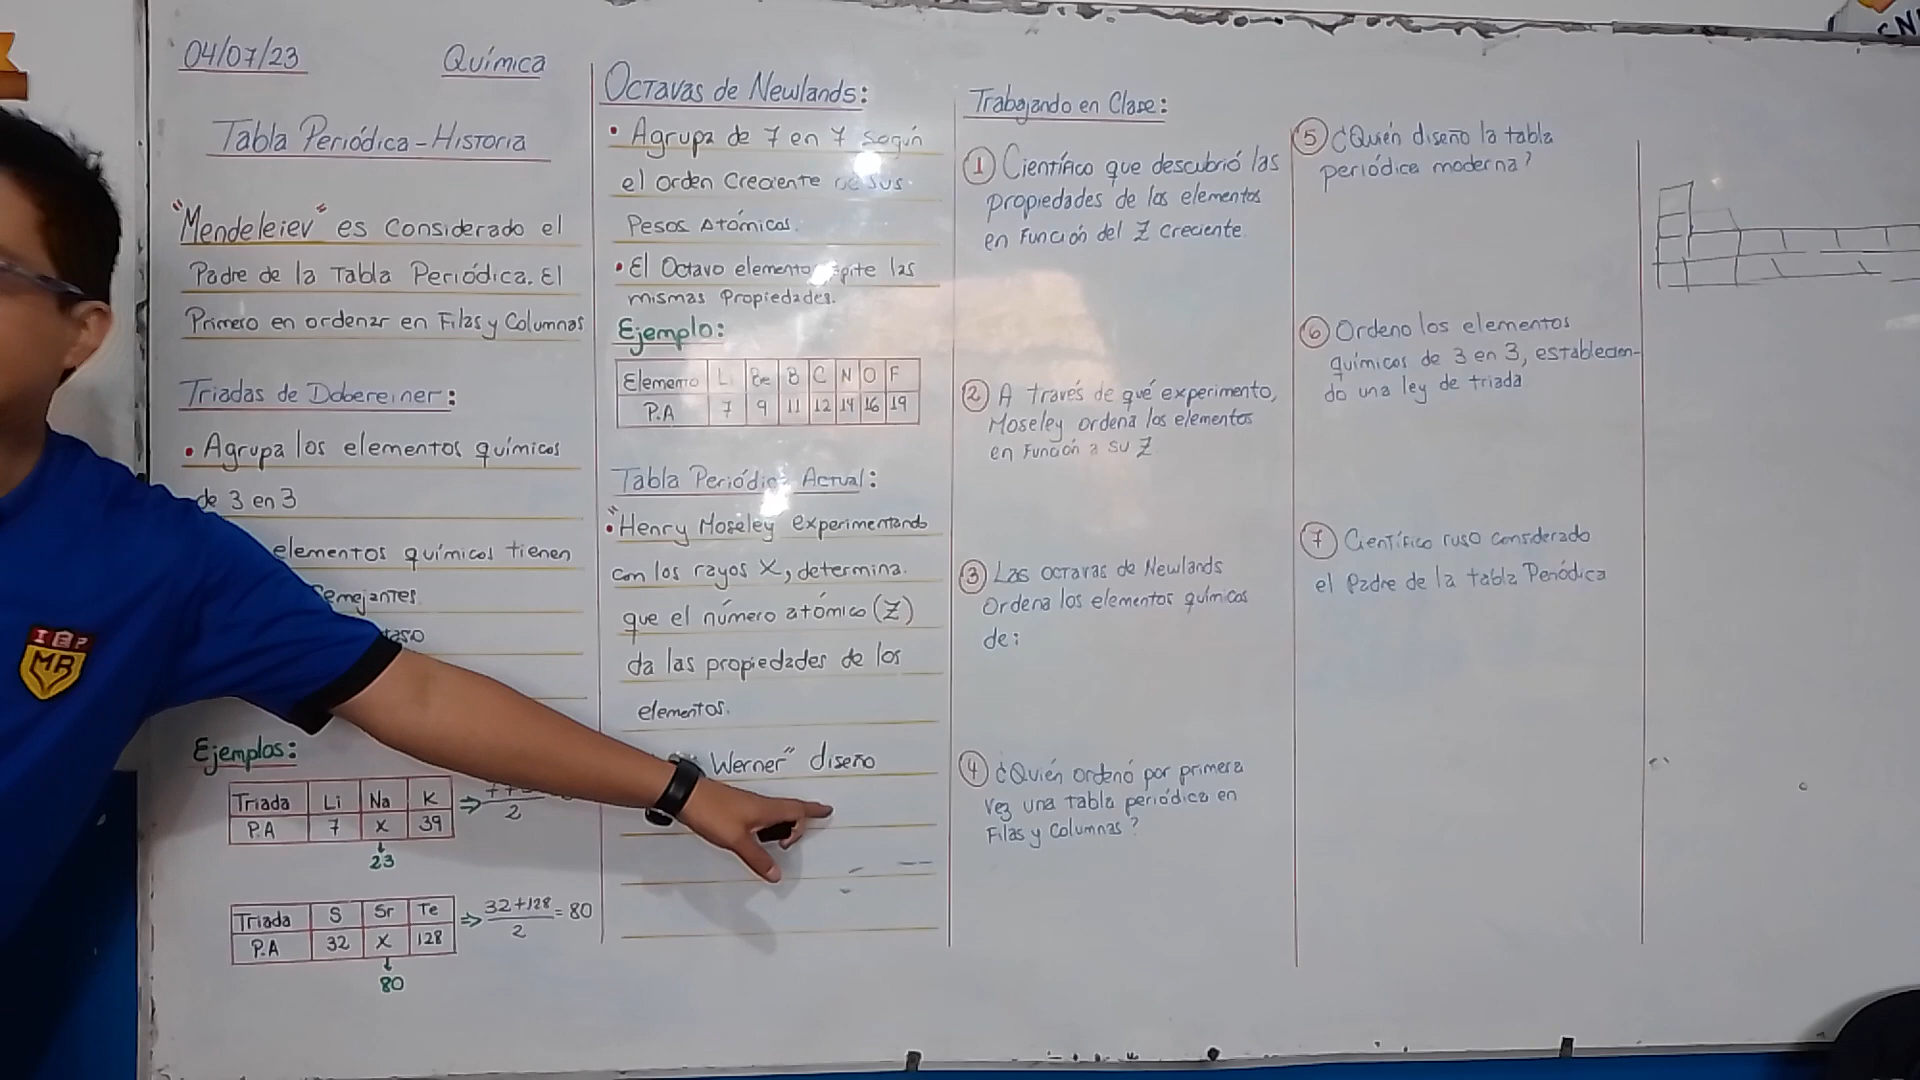 04/07/23 Química
Tabla Periódica - Historia
"Mendeleiev" es Considerado el
Padre de la Tabla Periódica. El
Primero en ordenar en Filas y Columnas
Triadas de Dobereiner:
• Agrupa los elementos químicos
de 3 en 3
elementos químicos tienen
Semejantes
Ejemplos:
Triada Li Na K
P.A 7 X 39
2
23
Triada S Sr Te
P.A 32 X 128
⇒ 32+128 = 80
2
80
Octavas de Newlands:
• Agrupa de 7 en 7 según
el orden Creciente de sus
Pesos Atómicos.
• El Octavo elemento las
mismas Propiedades.
Ejemplo:
Elemento Li Be B C N O F
P.A 7 9 11 12 14 16 19
Tabla Periódica Actual:
• "Henry Moseley experimentando
con los rayos X, determina.
que el número atómico (Z)
da las propiedades de los
elementos.
Werner" diseño
Trabajando en Clase:
1 Científico que descubrió las
propiedades de los elementos
en Función del Z Creciente
2 A través de qué experimento,
Moseley ordena los elementos
en Función a su Z.
3 Las octavas de Newlands
Ordena los elementos químicos
de:
4 ¿Quién ordenó por primera
vez una tabla periódica en
Filas y Columnas?
5 ¿Quién diseño la tabla
periódica moderna?
6 Ordeno los elementos
químicos de 3 en 3, establecien-
do una ley de triada
7 Científico ruso considerado
el Padre de la tabla Periódica
IEP
MB